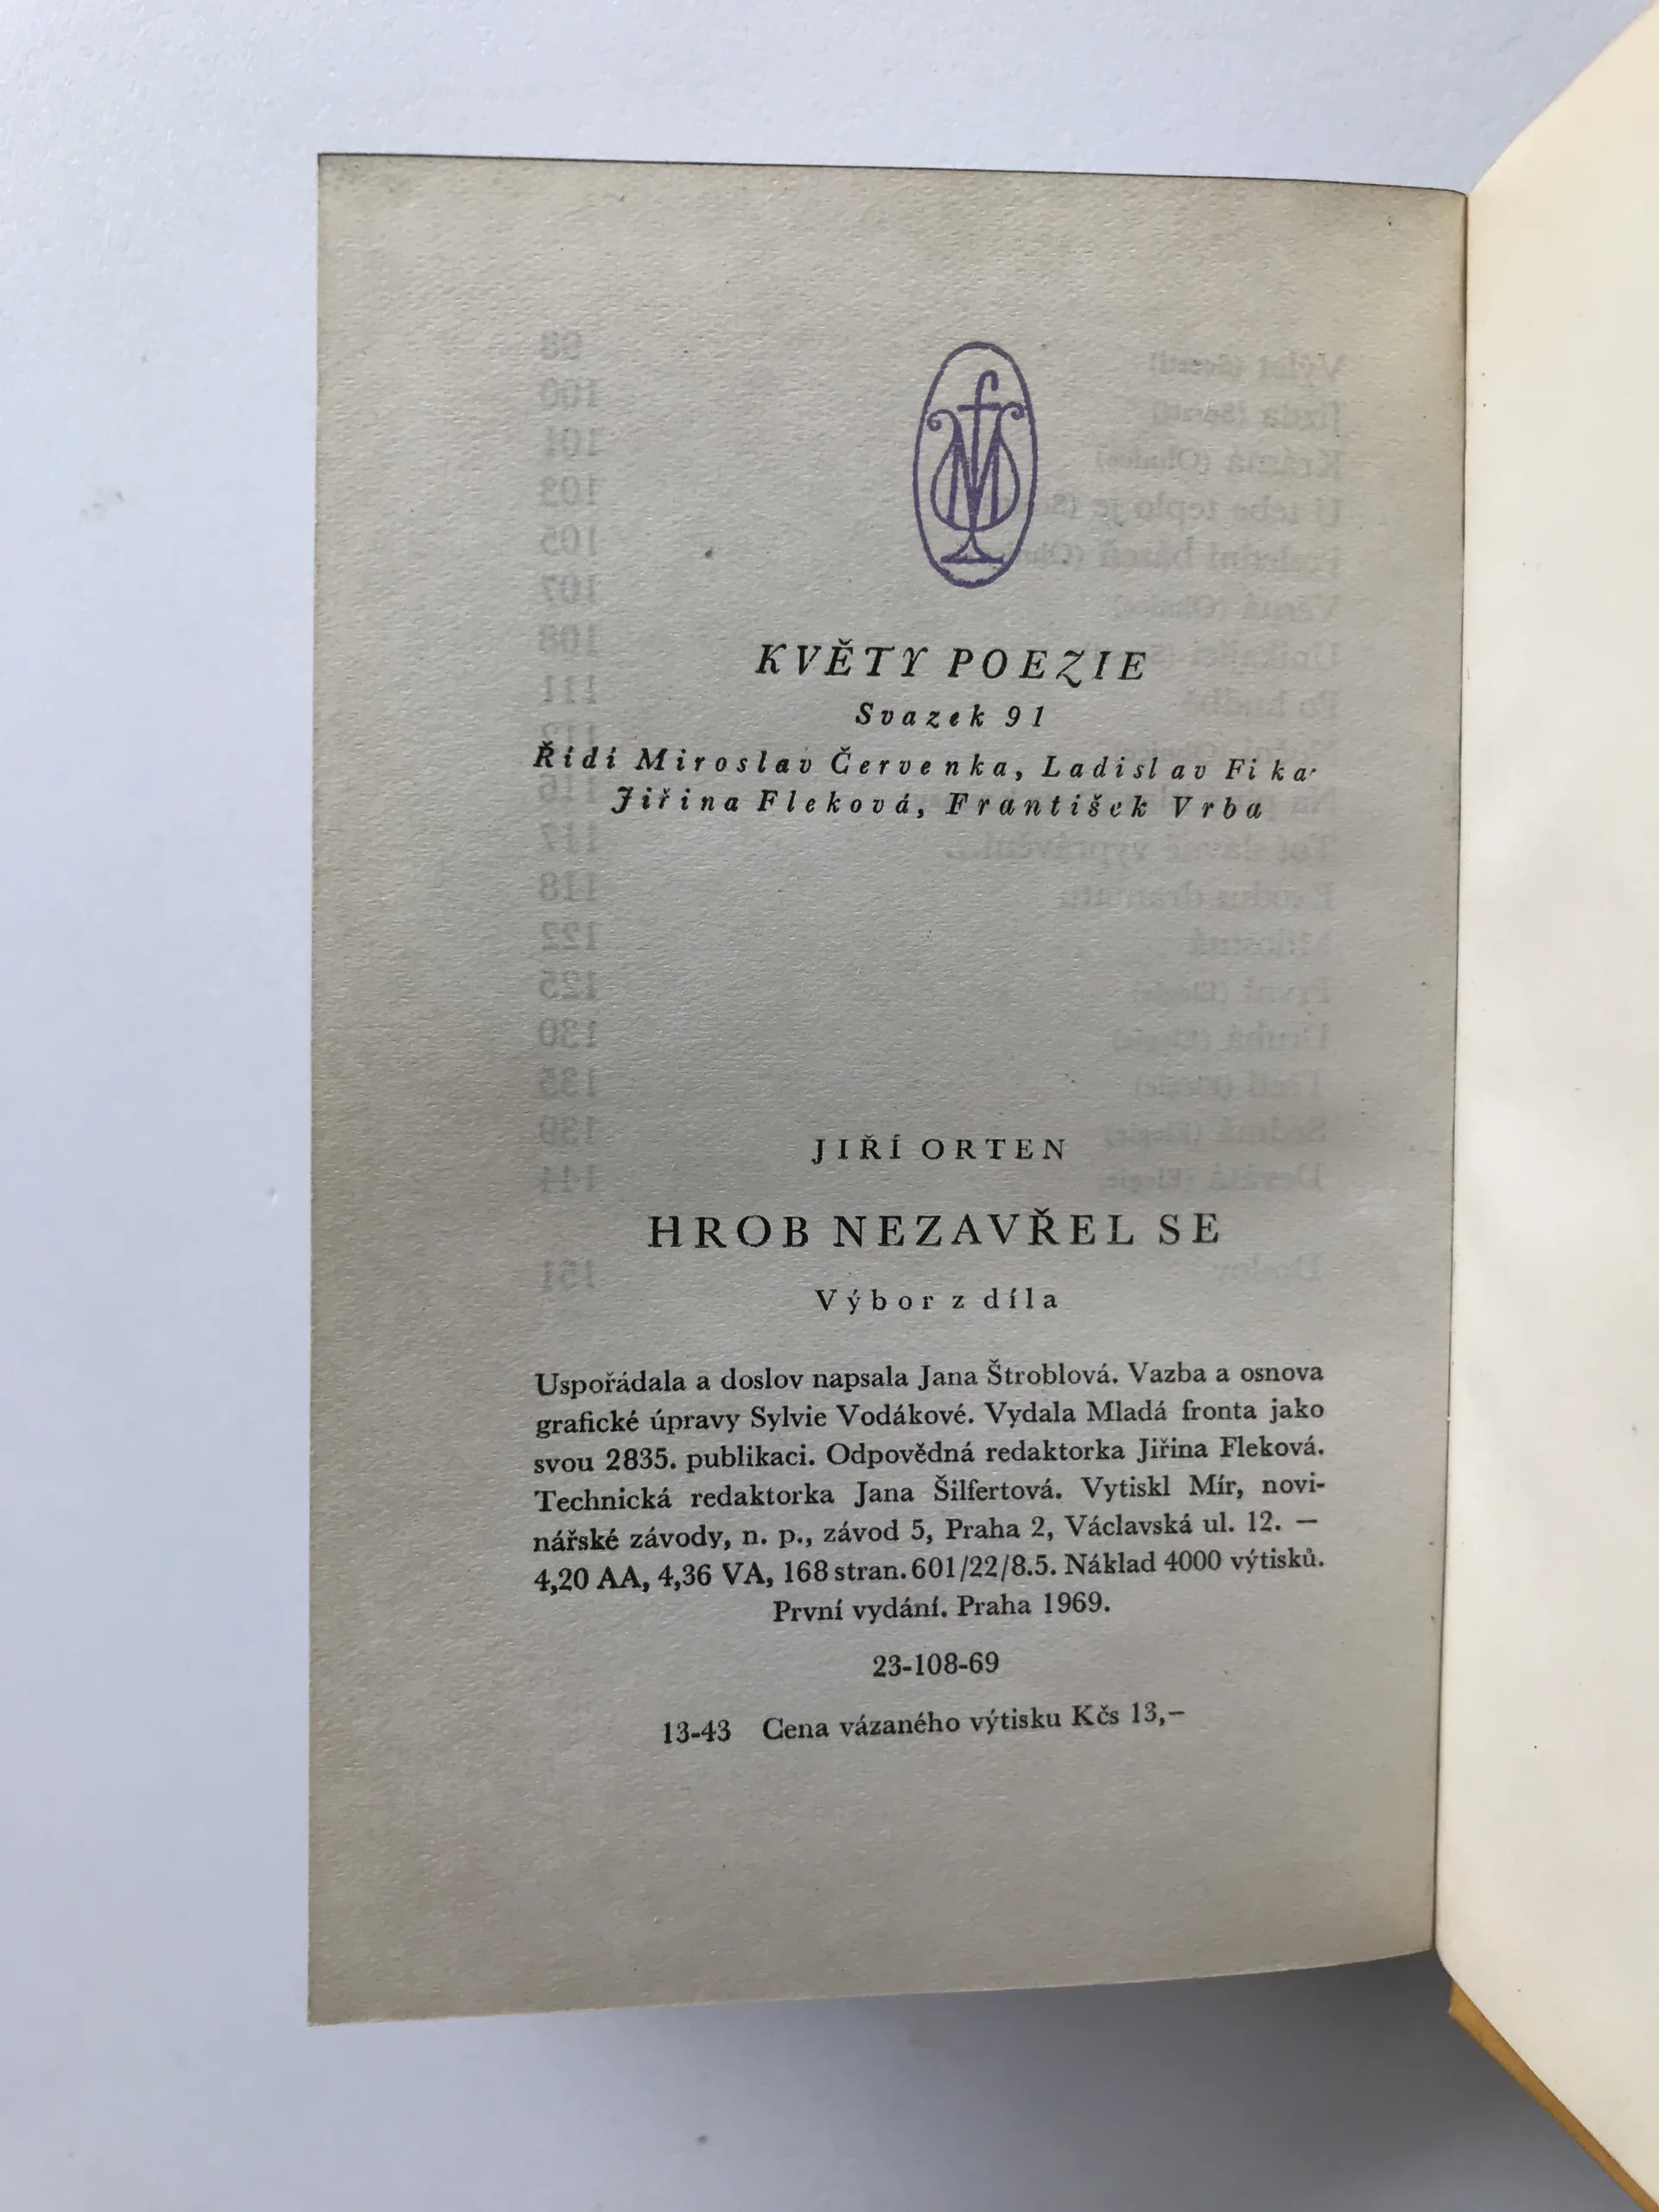 KVĚTY POEZIE
Svazek 91
Řídí Miroslav Červenka, Ladislav Fika
Jiřina Fleková, František Vrba
JIŘÍ ORTEN
HROB NEZAVŘEL SE
Výbor z díla
Uspořádala a doslov napsala Jana Štroblová. Vazba a osnova
grafické úpravy Sylvie Vodákové. Vydala Mladá fronta jako
svou 2835. publikaci. Odpovědná redaktorka Jiřina Fleková.
Technická redaktorka Jana Šilfertová. Vytiskl Mír, novi-
nářské závody, n. p., závod 5, Praha 2, Václavská ul. 12. —
4,20 AA, 4,36 VA, 168 stran. 601/22/8.5. Náklad 4000 výtisků.
První vydání. Praha 1969.
23-108-69
13-43 Cena vázaného výtisku Kčs 13,–